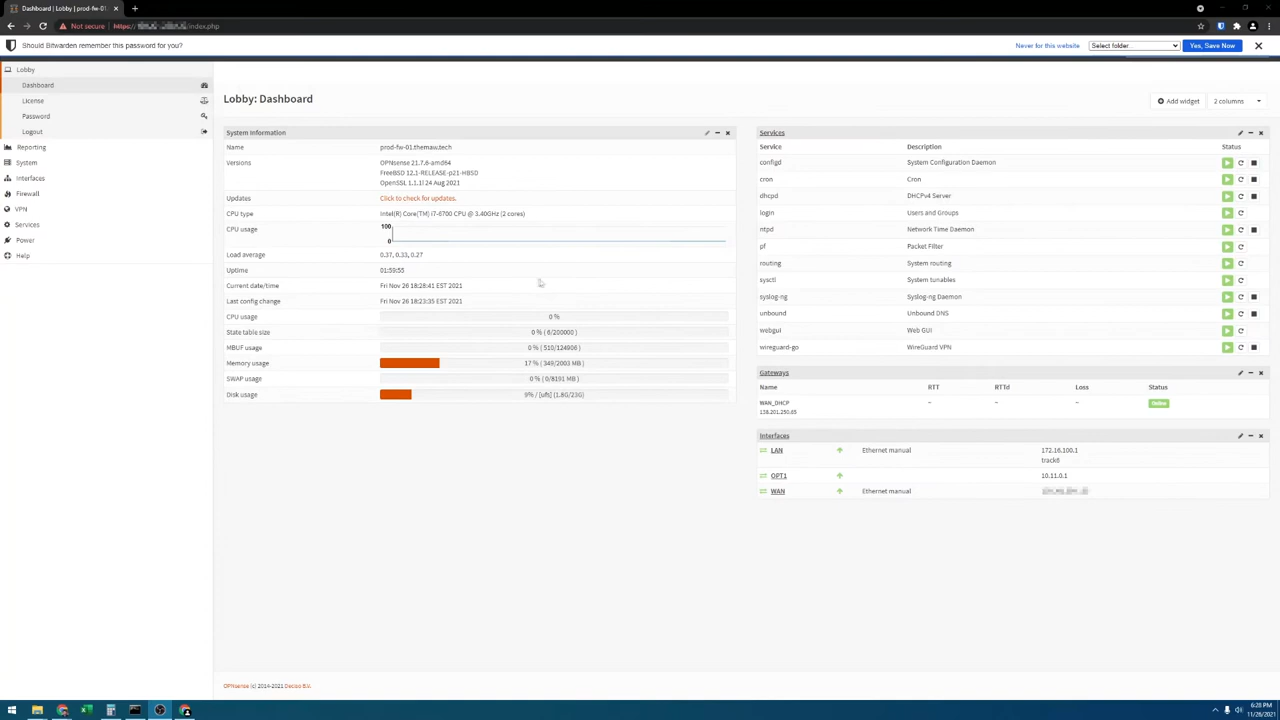 Dashboard | Lobby | prod-fw-01.
Not secure https:// /index.php
Should Bitwarden remember this password for you?
Never for this website
Select folder...
Yes, Save Now
Lobby
Dashboard
License
Password
Logout
Reporting
System
Interfaces
Firewall
VPN
Services
Power
Help
Lobby: Dashboard
Add widget
2 columns
System Information
Name prod-fw-01.themaw.tech
Versions OPNsense 21.7.6-amd64
FreeBSD 12.1-RELEASE-p21-HBSD
OpenSSL 1.1.1l 24 Aug 2021
Updates Click to check for updates.
CPU type Intel(R) Core(TM) i7-6700 CPU @ 3.40GHz (2 cores)
CPU usage 100
0
Load average 0.37, 0.33, 0.27
Uptime 01:59:55
Current date/time Fri Nov 26 18:28:41 EST 2021
Last config change Fri Nov 26 18:23:35 EST 2021
CPU usage 0 %
State table size 0 % ( 6/200000 )
MBUF usage 0 % ( 510/124906 )
Memory usage 17 % ( 349/2003 MB )
SWAP usage 0 % ( 0/8191 MB )
Disk usage 9% / [ufs] (1.8G/23G)
Services
Service Description Status
configd System Configuration Daemon
cron Cron
dhcpd DHCPv4 Server
login Users and Groups
ntpd Network Time Daemon
pf Packet Filter
routing System routing
sysctl System tunables
syslog-ng Syslog-ng Daemon
unbound Unbound DNS
webgui Web GUI
wireguard-go WireGuard VPN
Gateways
Name RTT RTTd Loss Status
WAN_DHCP ~ ~ ~ Online
138.201.250.65
Interfaces
LAN Ethernet manual 172.16.100.1
track6
OPT1 10.11.0.1
WAN Ethernet manual
OPNsense (c) 2014-2021 Deciso B.V.
6:28 PM
11/26/2021